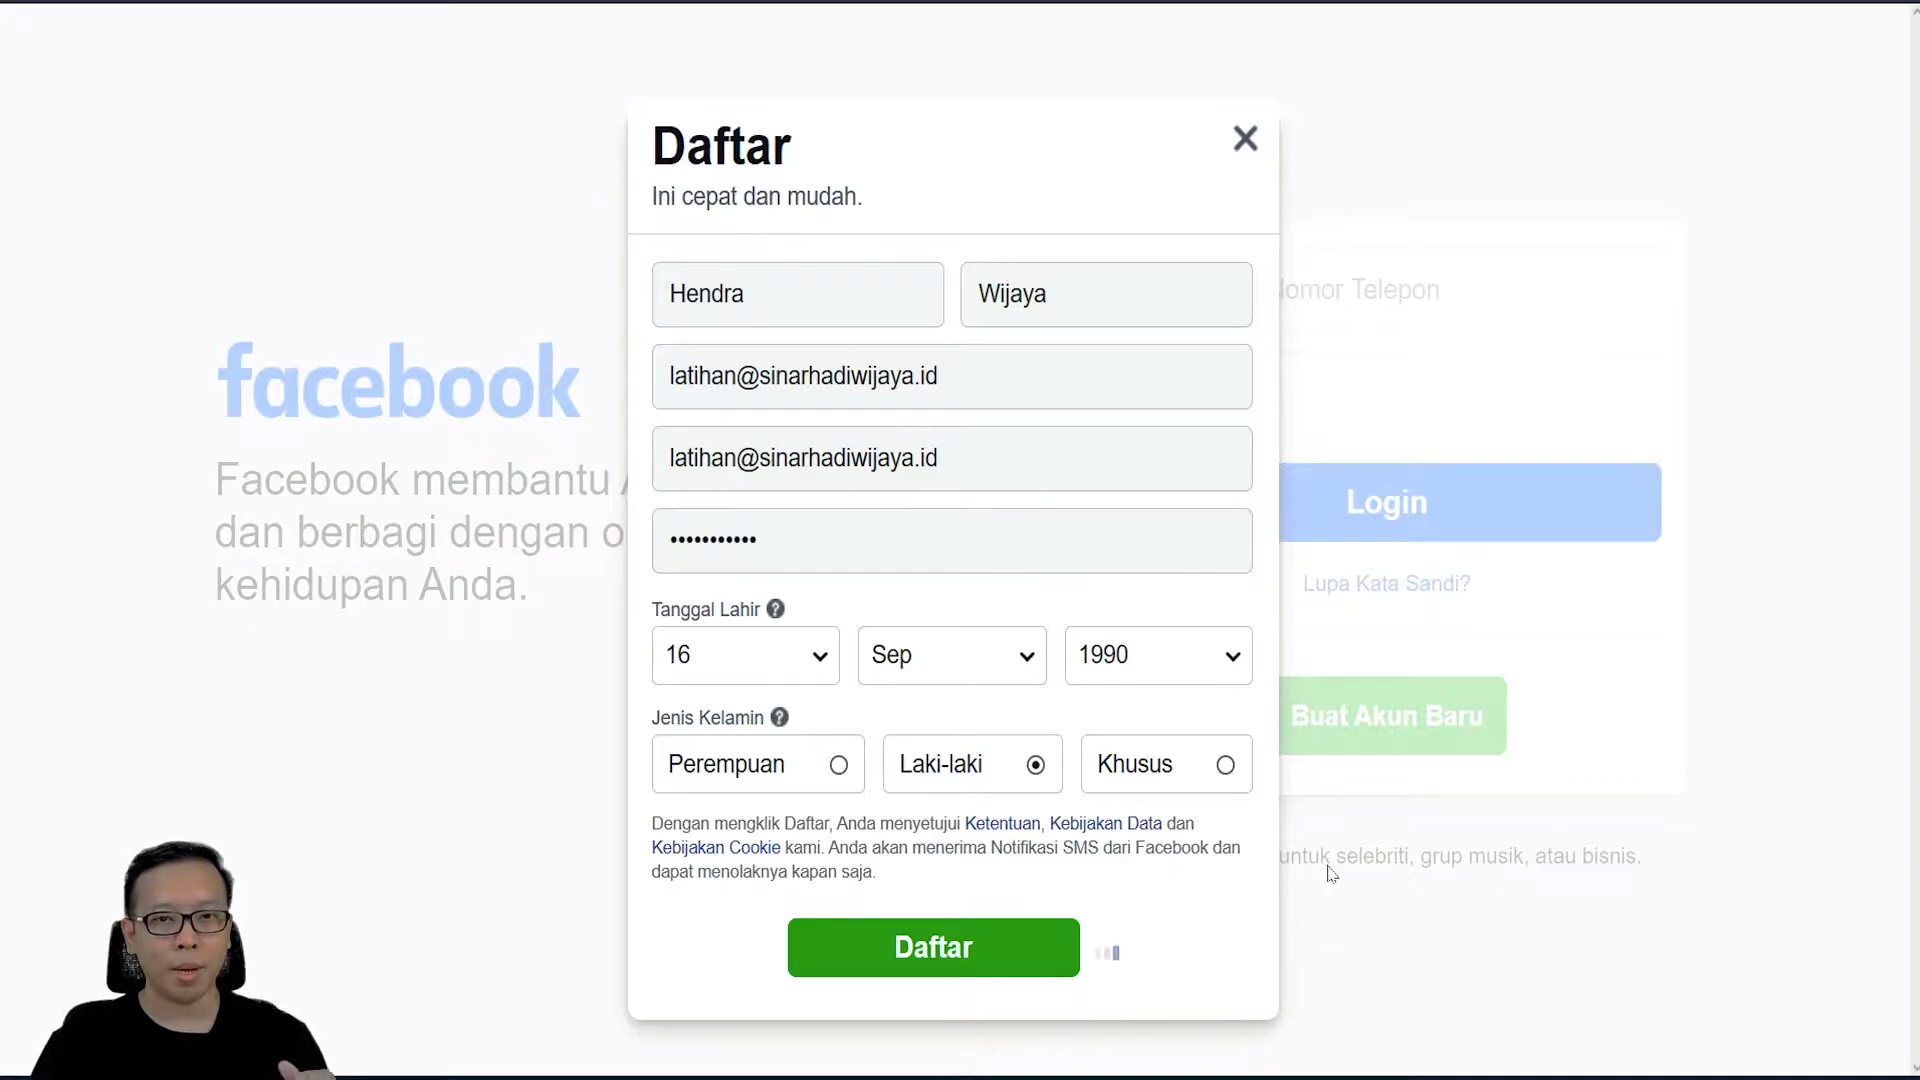 Daftar
Ini cepat dan mudah.
Hendra
Wijaya
latihan@sinarhadiwijaya.id
latihan@sinarhadiwijaya.id
•••••••••••
Tanggal Lahir
16
Sep
1990
Jenis Kelamin
Perempuan
Laki-laki
Khusus
Dengan mengklik Daftar, Anda menyetujui Ketentuan, Kebijakan Data dan
Kebijakan Cookie kami. Anda akan menerima Notifikasi SMS dari Facebook dan
dapat menolaknya kapan saja.
Daftar
facebook
Facebook membantu
dan berbagi dengan
kehidupan Anda.
Telepon
Login
Lupa Kata Sandi?
Buat Akun Baru
untuk selebriti, grup musik, atau bisnis.